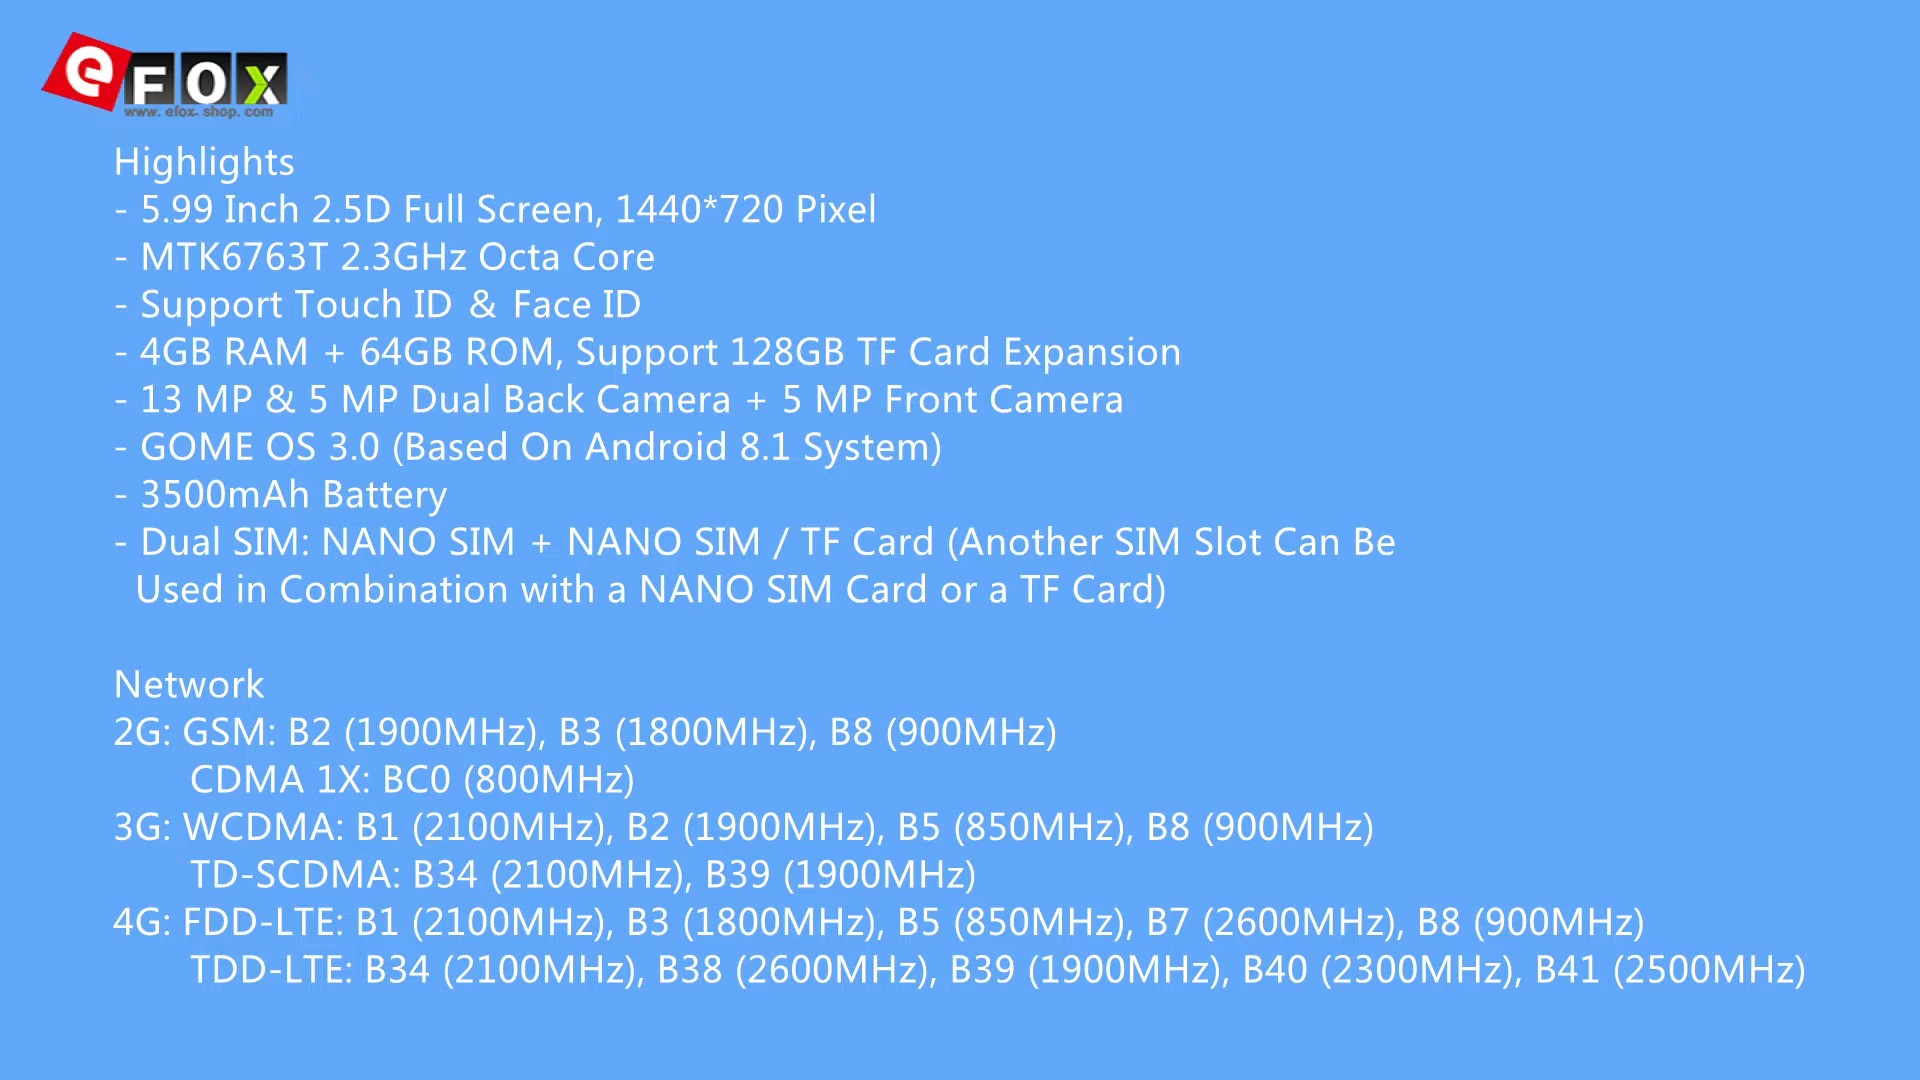 eFOX
www.efox-shop.com
Highlights
- 5.99 Inch 2.5D Full Screen, 1440*720 Pixel
- MTK6763T 2.3GHz Octa Core
- Support Touch ID & Face ID
- 4GB RAM + 64GB ROM, Support 128GB TF Card Expansion
- 13 MP & 5 MP Dual Back Camera + 5 MP Front Camera
- GOME OS 3.0 (Based On Android 8.1 System)
- 3500mAh Battery
- Dual SIM: NANO SIM + NANO SIM / TF Card (Another SIM Slot Can Be
Used in Combination with a NANO SIM Card or a TF Card)
Network
2G: GSM: B2 (1900MHz), B3 (1800MHz), B8 (900MHz)
CDMA 1X: BC0 (800MHz)
3G: WCDMA: B1 (2100MHz), B2 (1900MHz), B5 (850MHz), B8 (900MHz)
TD-SCDMA: B34 (2100MHz), B39 (1900MHz)
4G: FDD-LTE: B1 (2100MHz), B3 (1800MHz), B5 (850MHz), B7 (2600MHz), B8 (900MHz)
TDD-LTE: B34 (2100MHz), B38 (2600MHz), B39 (1900MHz), B40 (2300MHz), B41 (2500MHz)